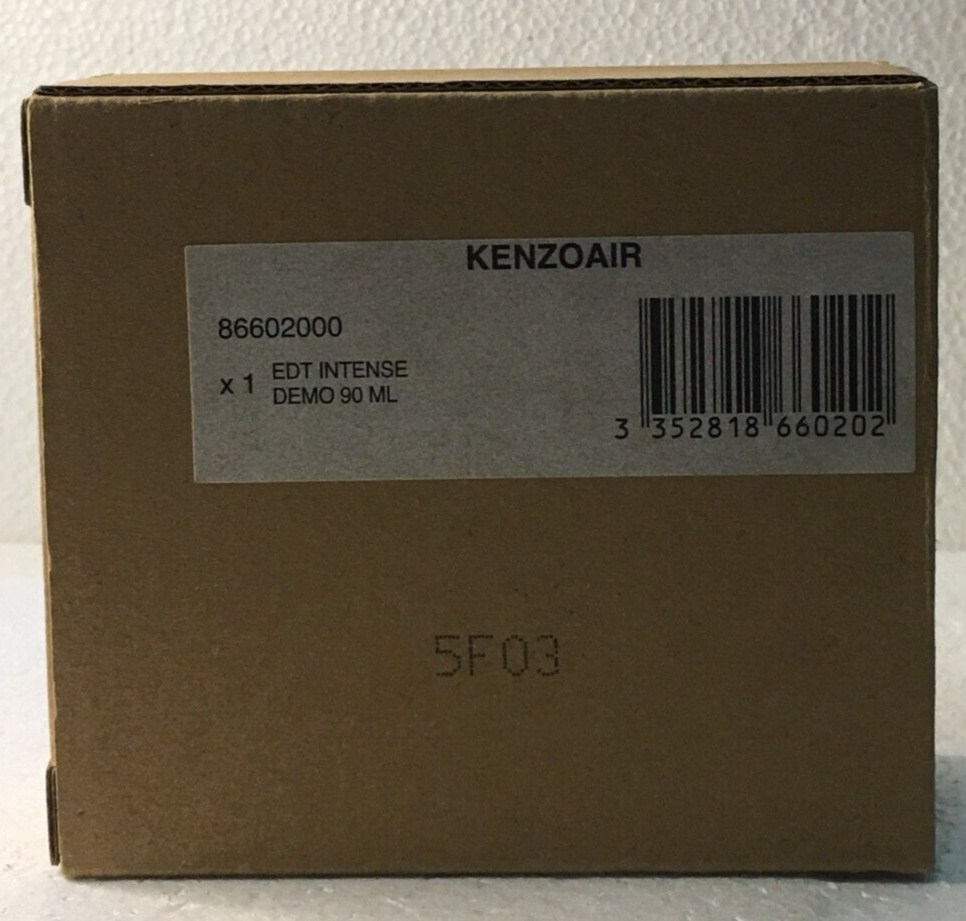 KENZOAIR
86602000
x 1 EDT INTENSE
DEMO 90 ML
3 352818 660202
5F03